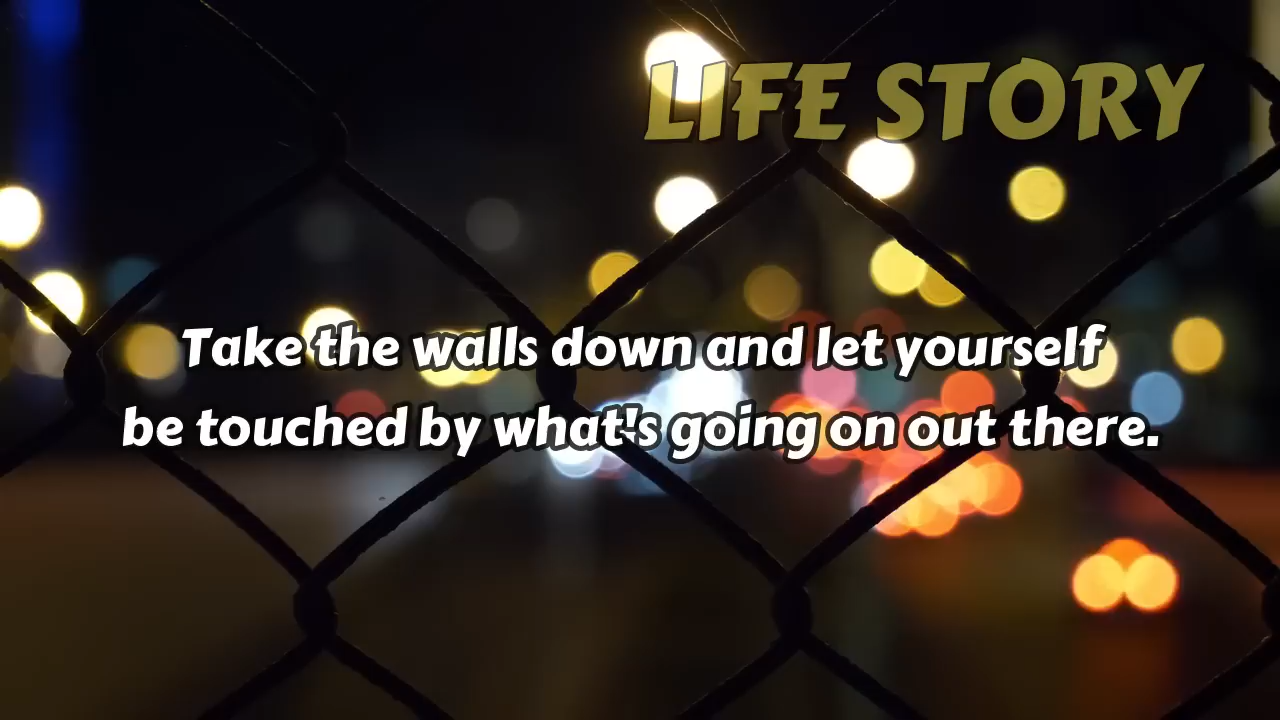 LIFE STORY
Take the walls down and let yourself
be touched by what's going on out there.